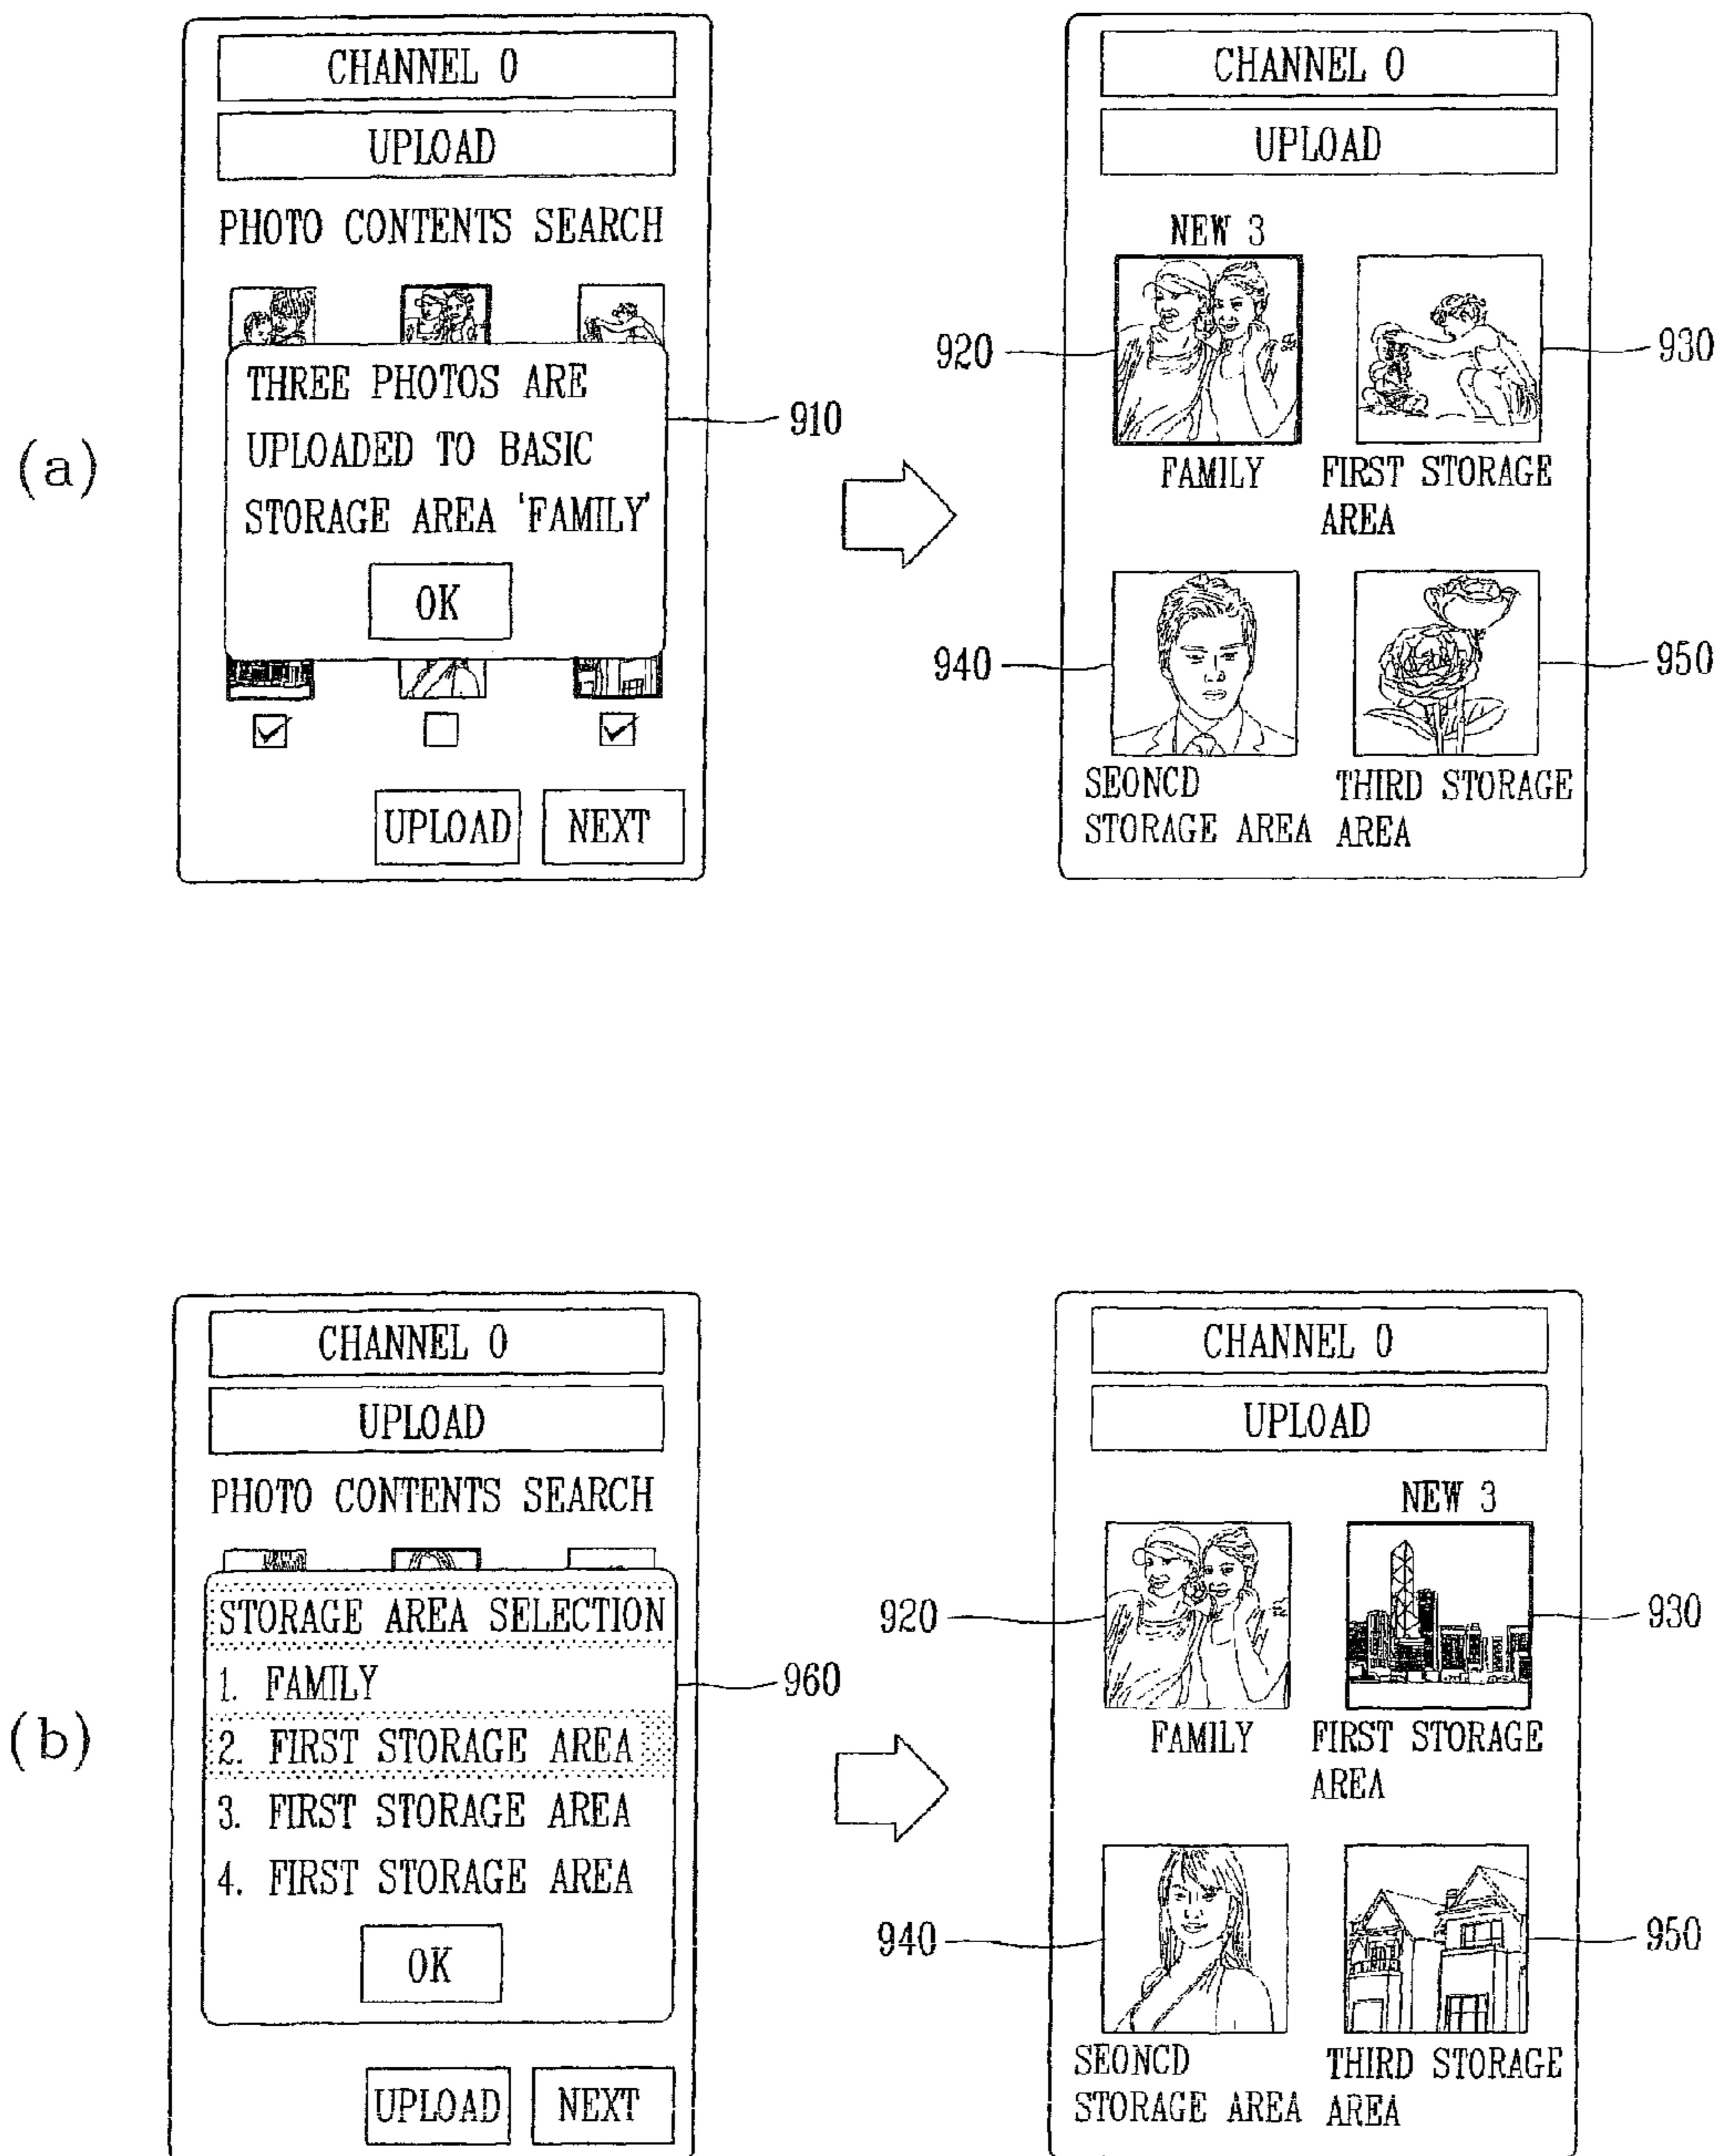 CHANNEL 0
UPLOAD
PHOTO CONTENTS SEARCH
THREE PHOTOS ARE
UPLOADED TO BASIC
STORAGE AREA 'FAMILY'
OK
910
UPLOAD
NEXT
(a)
CHANNEL 0
UPLOAD
NEW 3
920
930
FAMILY
FIRST STORAGE
AREA
940
950
SEONCD
STORAGE AREA
THIRD STORAGE
AREA
CHANNEL 0
UPLOAD
PHOTO CONTENTS SEARCH
STORAGE AREA SELECTION
1. FAMILY
2. FIRST STORAGE AREA
3. FIRST STORAGE AREA
4. FIRST STORAGE AREA
OK
960
UPLOAD
NEXT
(b)
CHANNEL 0
UPLOAD
NEW 3
920
930
FAMILY
FIRST STORAGE
AREA
940
950
SEONCD
STORAGE AREA
THIRD STORAGE
AREA